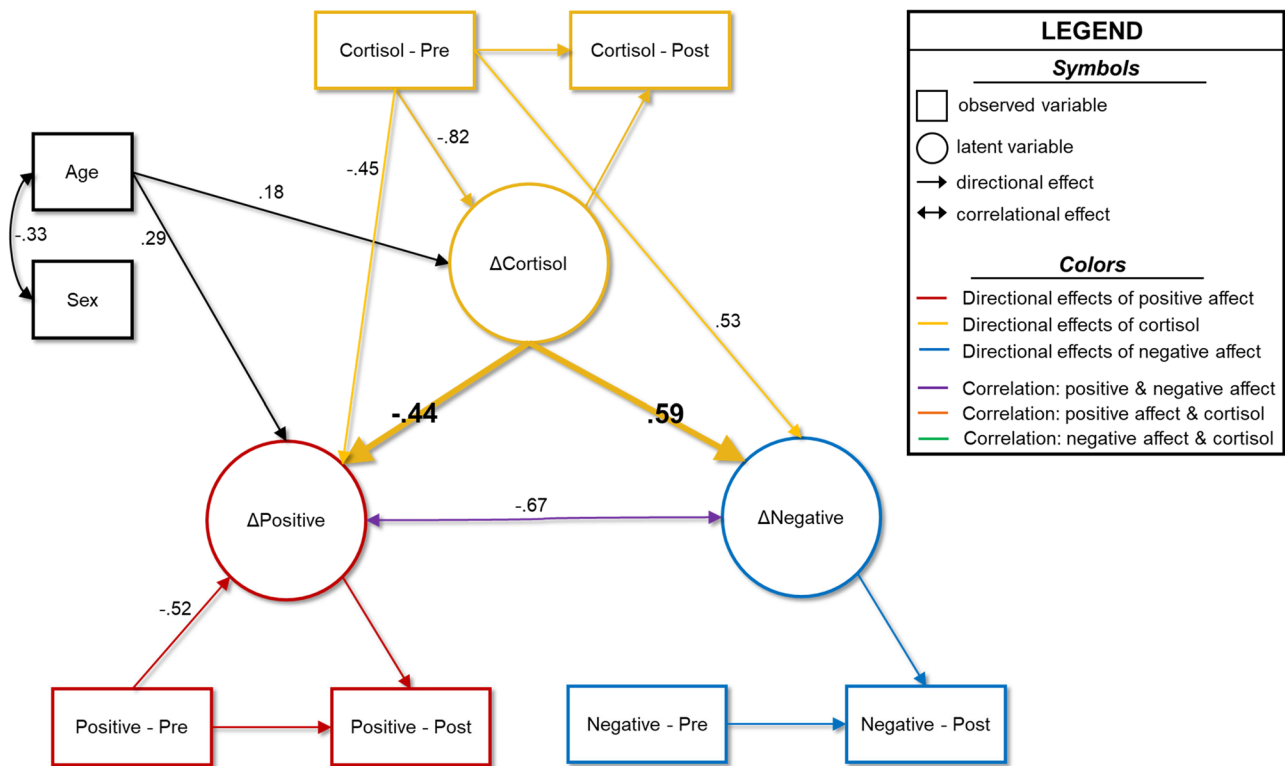 Cortisol - Pre
Cortisol - Post
-.82
-.45
Age
.18
-.33
.29
Sex
ΔCortisol
.53
-.44
.59
ΔPositive
-.67
ΔNegative
-.52
Positive - Pre
Positive - Post
Negative - Pre
Negative - Post
LEGEND
Symbols
observed variable
latent variable
directional effect
correlational effect
Colors
Directional effects of positive affect
Directional effects of cortisol
Directional effects of negative affect
Correlation: positive & negative affect
Correlation: positive affect & cortisol
Correlation: negative affect & cortisol